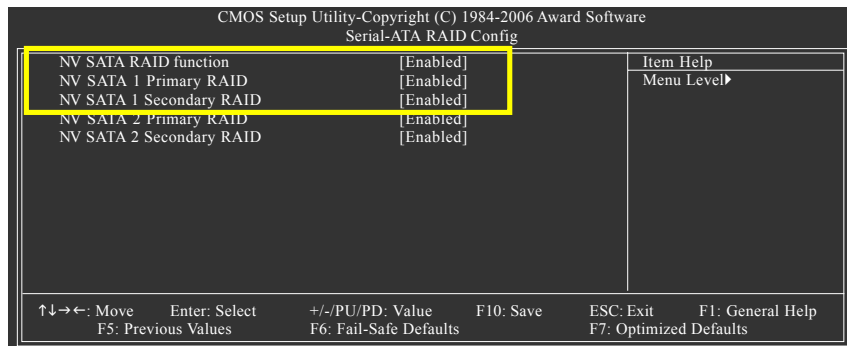 CMOS Setup Utility-Copyright (C) 1984-2006 Award Software
Serial-ATA RAID Config
NV SATA RAID function [Enabled]
NV SATA 1 Primary RAID [Enabled]
NV SATA 1 Secondary RAID [Enabled]
NV SATA 2 Primary RAID [Enabled]
NV SATA 2 Secondary RAID [Enabled]
Item Help
Menu Level▶
↑↓→←: Move Enter: Select +/-/PU/PD: Value F10: Save ESC: Exit F1: General Help
F5: Previous Values F6: Fail-Safe Defaults F7: Optimized Defaults